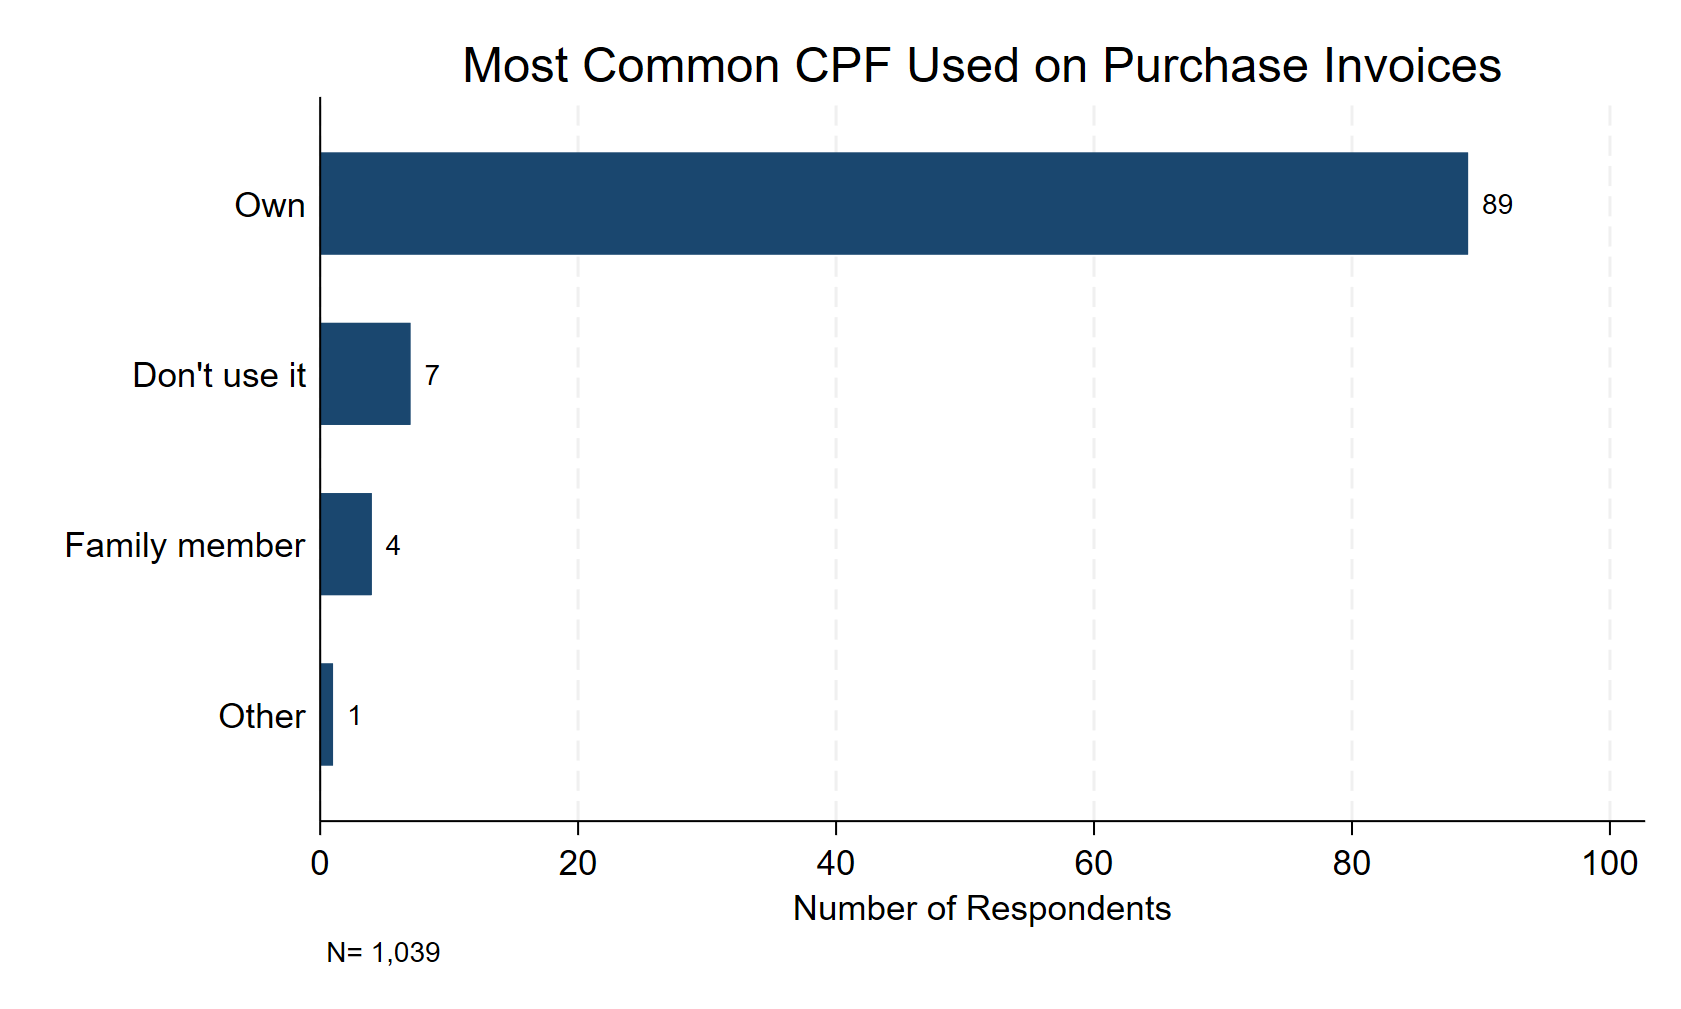 Most Common CPF Used on Purchase Invoices
Own
89
Don't use it
7
Family member
4
Other
1
0 20 40 60 80 100
Number of Respondents
N= 1,039